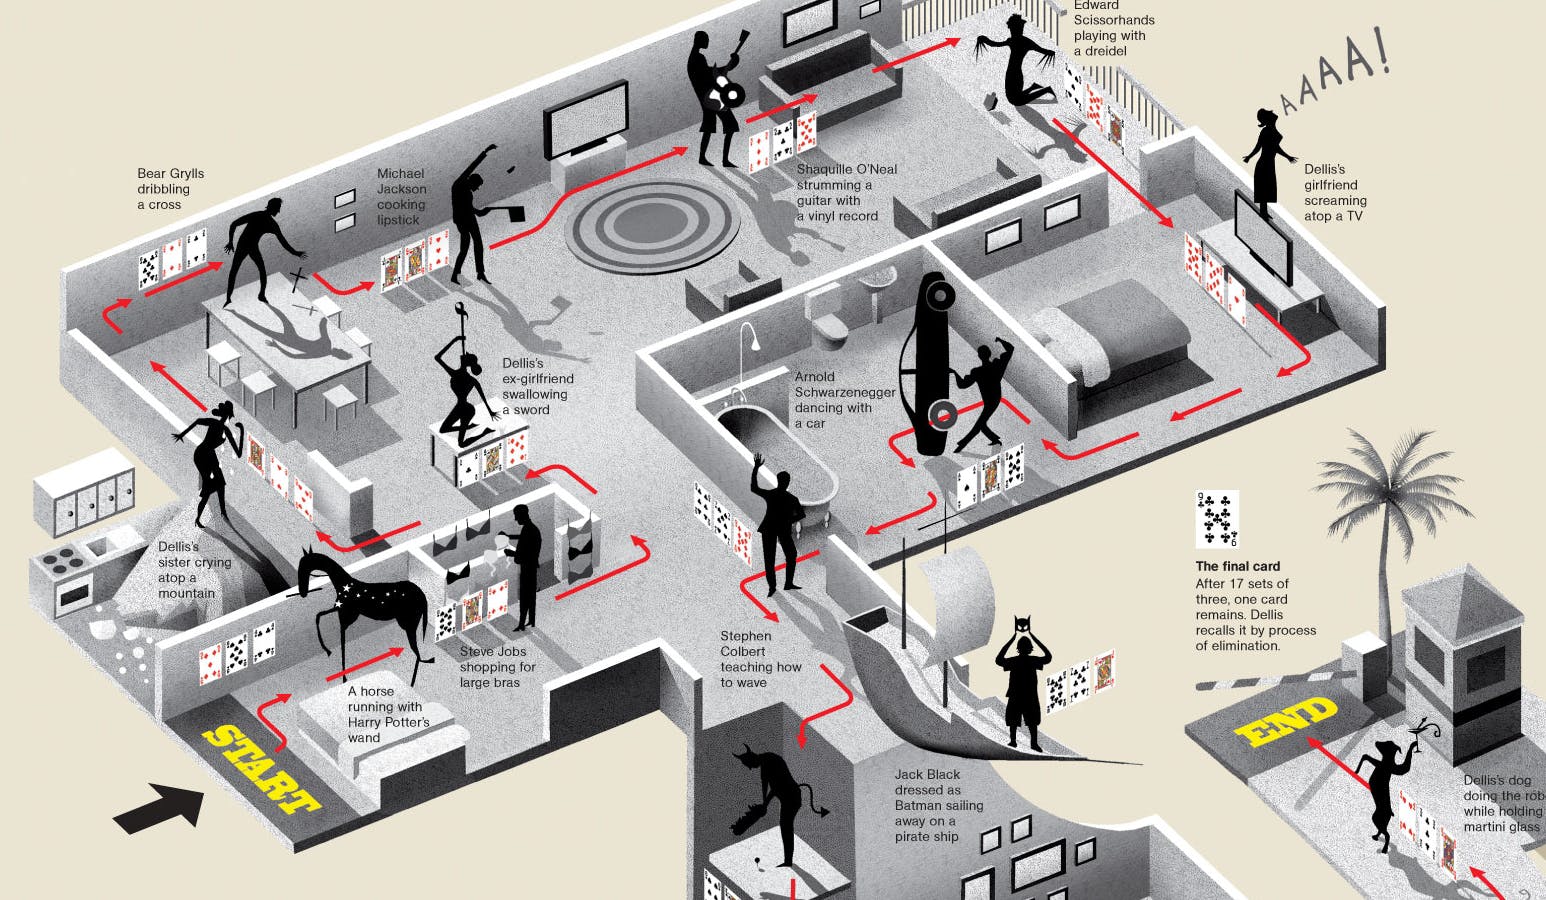 Edward
Scissorhands
playing with
a dreidel
AAAAA!
Bear Grylls
dribbling
a cross
Michael
Jackson
cooking
lipstick
Shaquille O'Neal
strumming a
guitar with
a vinyl record
Dellis's
girlfriend
screaming
atop a TV
Dellis's
ex-girlfriend
swallowing
a sword
Arnold
Schwarzenegger
dancing with
a car
Dellis's
sister crying
atop a
mountain
Steve Jobs
shopping for
large bras
A horse
running with
Harry Potter's
wand
START
Stephen
Colbert
teaching how
to wave
Jack Black
dressed as
Batman sailing
away on a
pirate ship
9
6
The final card
After 17 sets of
three, one card
remains. Dellis
recalls it by process
of elimination.
END
Dellis's dog
doing the rob
while holding
martini glass